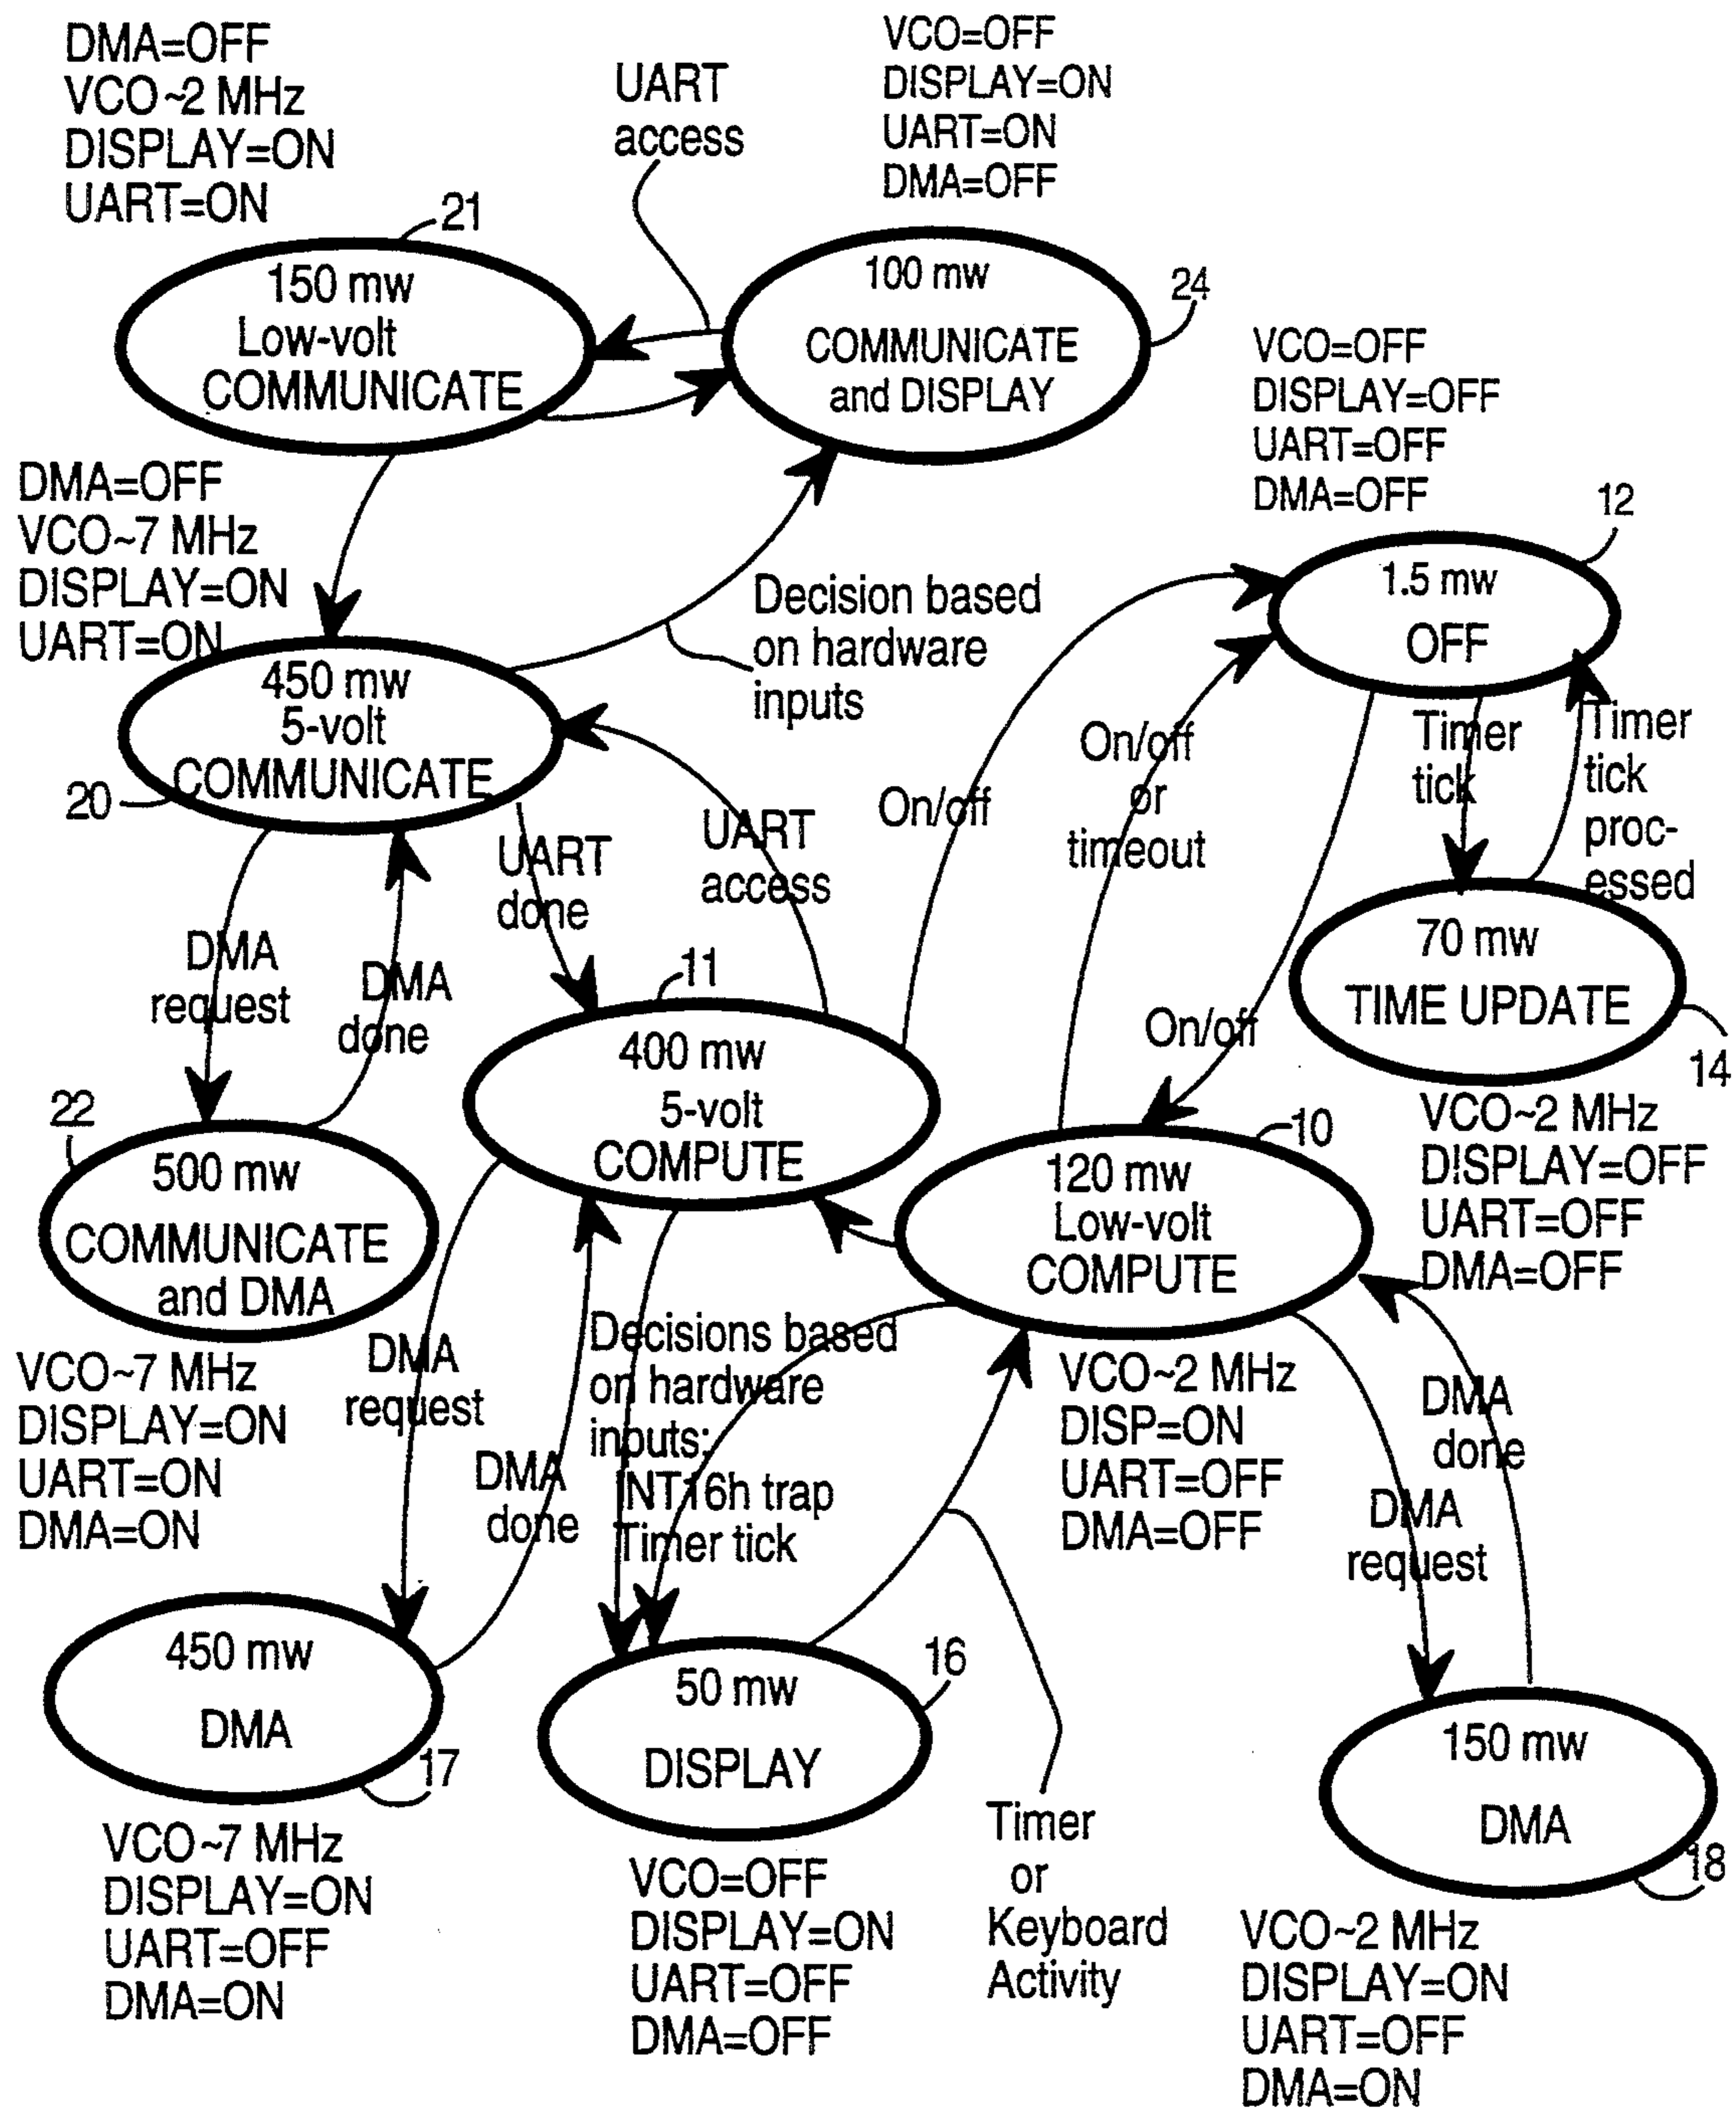 DMA=OFF
VCO~2 MHz
DISPLAY=ON
UART=ON
UART
access
VCO=OFF
DISPLAY=ON
UART=ON
DMA=OFF
21
150 mw
Low-volt
COMMUNICATE
100 mw
COMMUNICATE
and DISPLAY
24
VCO=OFF
DISPLAY=OFF
UART=OFF
DMA=OFF
12
1.5 mw
OFF
DMA=OFF
VCO~7 MHz
DISPLAY=ON
UART=ON
Decision based
on hardware
inputs
450 mw
5-volt
COMMUNICATE
20
On/off
On/off
or
timeout
Timer
tick
Timer
tick
proc-
essed
UART
done
UART
access
DMA
request
DMA
done
70 mw
TIME UPDATE
14
On/off
11
400 mw
5-volt
COMPUTE
22
500 mw
COMMUNICATE
and DMA
10
120 mw
Low-volt
COMPUTE
VCO~2 MHz
DISPLAY=OFF
UART=OFF
DMA=OFF
VCO~7 MHz
DISPLAY=ON
UART=ON
DMA=ON
DMA
request
DMA
done
Decisions based
on hardware
inputs:
INT16h trap
Timer tick
VCO~2 MHz
DISP=ON
UART=OFF
DMA=OFF
DMA
done
DMA
request
450 mw
DMA
17
50 mw
DISPLAY
16
150 mw
DMA
18
VCO~7 MHz
DISPLAY=ON
UART=OFF
DMA=ON
VCO=OFF
DISPLAY=ON
UART=OFF
DMA=OFF
Timer
or
Keyboard
Activity
VCO~2 MHz
DISPLAY=ON
UART=OFF
DMA=ON